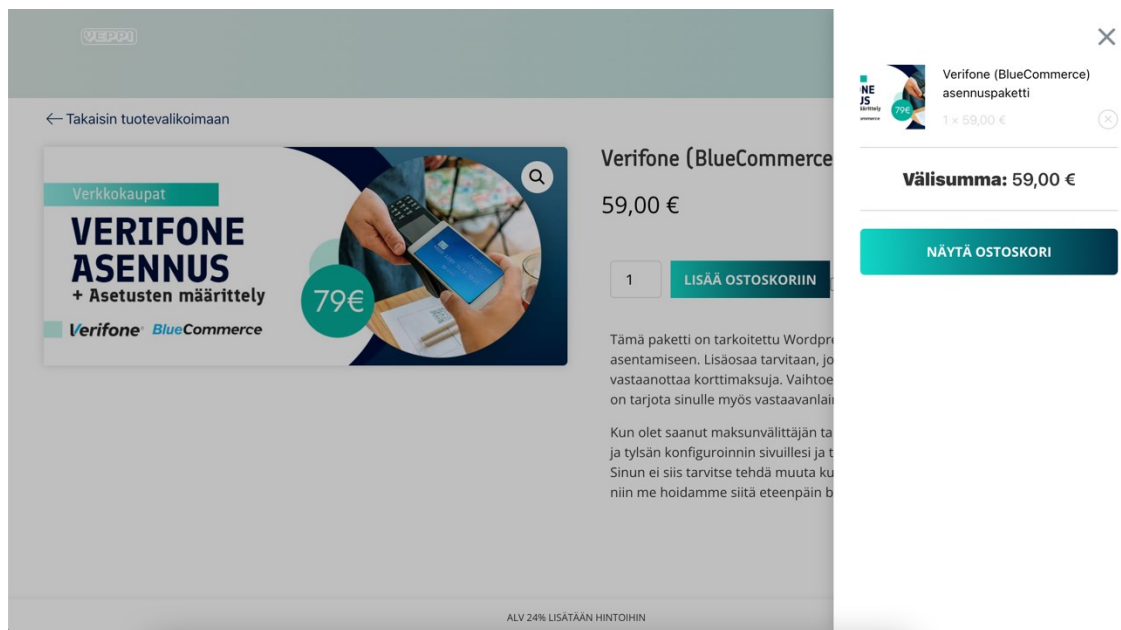 VEPPI
← Takaisin tuotevalikoimaan
Verkkokaupat
VERIFONE
ASENNUS
+ Asetusten määrittely
79€
Verifone BlueCommerce
Verifone (BlueCommerce
59,00 €
1 LISÄÄ OSTOSKORIIN
Tämä paketti on tarkoitettu Wordpre
asentamiseen. Lisäosaa tarvitaan, jo
vastaanottaa korttimaksuja. Vaihtoe
on tarjota sinulle myös vastaavanlai
Kun olet saanut maksunvälittäjän ta
ja tylsän konfiguroinnin sivuillesi ja t
Sinun ei siis tarvitse tehdä muuta ku
niin me hoidamme siitä eteenpäin b
ALV 24% LISÄTÄÄN HINTOIHIN
NE
US
79€
Verifone (BlueCommerce)
asennuspaketti
1 × 59,00 €
Välisumma: 59,00 €
NÄYTÄ OSTOSKORI